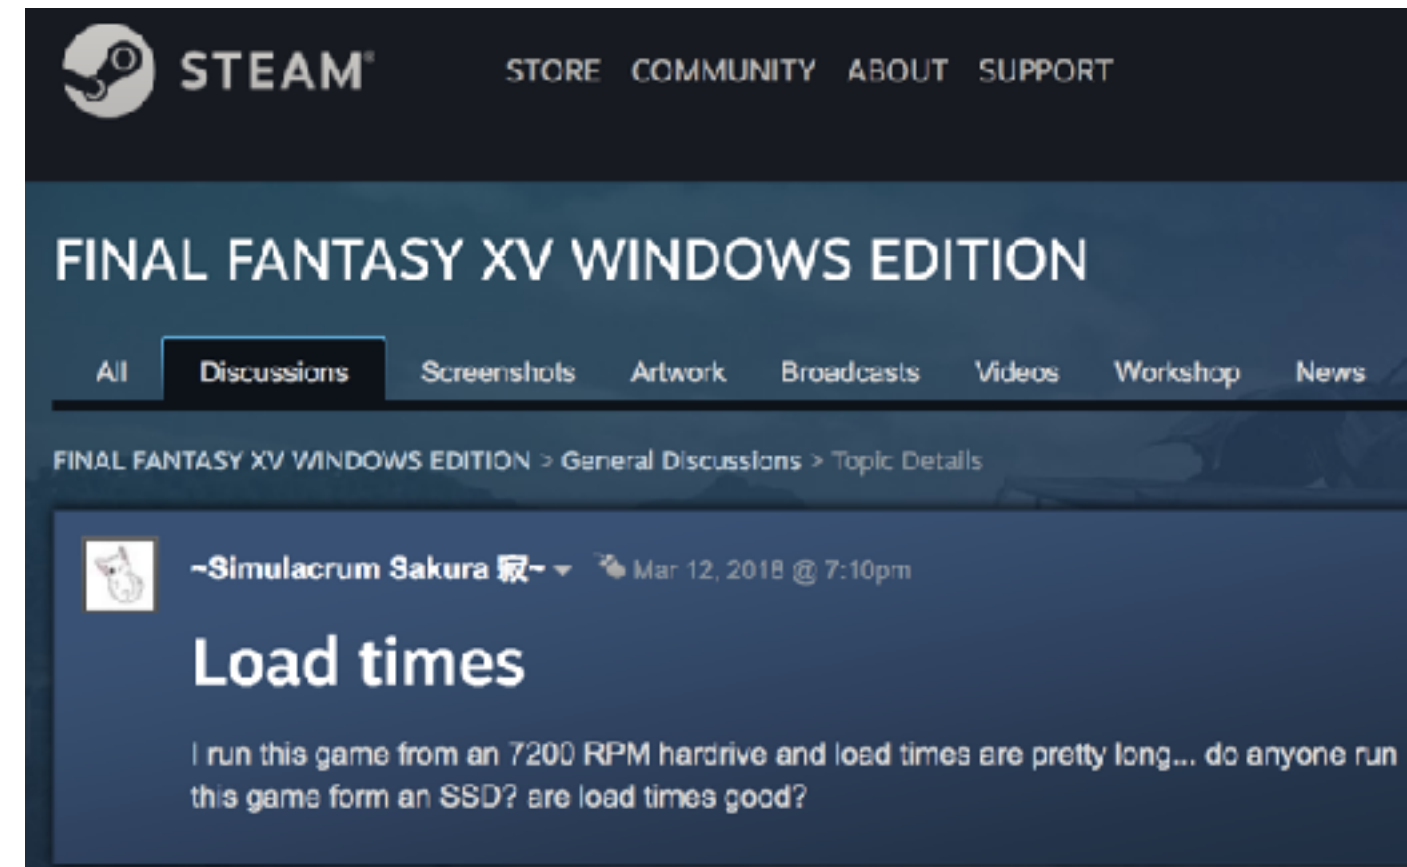 STEAM®
STORE COMMUNITY ABOUT SUPPORT
FINAL FANTASY XV WINDOWS EDITION
All Discussions Screenshots Artwork Broadcasts Videos Workshop News
FINAL FANTASY XV WINDOWS EDITION > General Discussions > Topic Details
~Simulacrum Sakura ~ Mar 12, 2018 @ 7:10pm
Load times
I run this game from an 7200 RPM hardrive and load times are pretty long... do anyone run
this game form an SSD? are load times good?